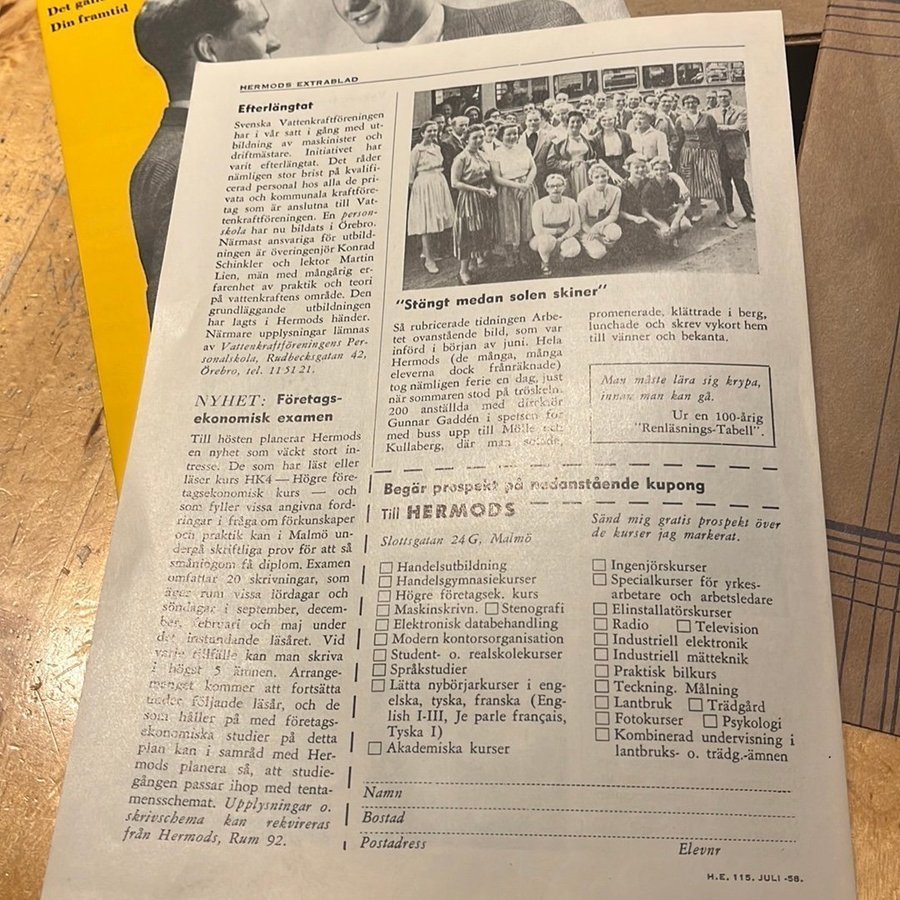 Det gäll
Din framtid
HERMODS EXTRABLAD
Efterlängtat
Svenska Vattenkraftföreningen
har i vår satt i gång med ut-
bildning av maskinister och
driftmästare. Initiativet har
varit efterlängtat. Det råder
nämligen stor brist på kvalifi-
cerad personal hos alla de pri-
vata och kommunala kraftföre-
tag som är anslutna till Vat-
tenkraftföreningen. En person-
skola har nu bildats i Örebro.
Närmast ansvariga för utbild-
ningen är överingenjör Konrad
Schinkler och lektor Martin
Lien, män med mångårig er-
farenhet av praktik och teori
på vattenkraftens område. Den
grundläggande utbildningen
har lagts i Hermods händer.
Närmare upplysningar lämnas
av Vattenkraftföreningens Per-
sonalskola, Rudbecksgatan 42,
Örebro, tel. 11 51 21.
NYHET: Företags-
ekonomisk examen
Till hösten planerar Hermods
en nyhet som väckt stort in-
tresse. De som har läst eller
läser kurs HK4 — Högre före-
tagsekonomisk kurs — och
som fyller vissa angivna ford-
ringar i fråga om förkunskaper
och praktik kan i Malmö un-
dergå skriftliga prov för att så
småningom få diplom. Examen
omfattar 20 skrivningar, som
äger rum vissa lördagar och
söndagar i september, decem-
ber, februari och maj under
det instundande läsåret. Vid
varje tillfälle kan man skriva
i högst 5 ämnen. Arrange-
manget kommer att fortsätta
under följande läsår, och de
som håller på med företags-
ekonomiska studier på detta
plan kan i samråd med Her-
mods planera så, att studie-
gången passar ihop med tenta-
mensschemat. Upplysningar o.
skrivschema kan rekvireras
från Hermods, Rum 92.
"Stängt medan solen skiner"
Så rubricerade tidningen Arbe-
tet ovanstående bild, som var
införd i början av juni. Hela
Hermods (de många, många
eleverna dock frånräknade)
tog nämligen ferie en dag, just
när sommaren stod på tröskeln.
200 anställda med direktör
Gunnar Gaddén i spetsen for
med buss upp till Mölle och
Kullaberg, där man solade,
promenerade, klättrade i berg,
lunchade och skrev vykort hem
till vänner och bekanta.
Man måste lära sig krypa,
innan man kan gå.
Ur en 100-årig
"Renläsnings-Tabell".
Begär prospekt på nedanstående kupong
Till HERMODS
Slottsgatan 24 G, Malmö
Sänd mig gratis prospekt över
de kurser jag markerat.
Handelsutbildning
Handelsgymnasiekurser
Högre företagsek. kurs
Maskinskrivn. Stenografi
Elektronisk databehandling
Modern kontorsorganisation
Student- o. realskolekurser
Språkstudier
Lätta nybörjarkurser i eng-
elska, tyska, franska (Eng-
lish I-III, Je parle français,
Tyska I)
Akademiska kurser
Ingenjörskurser
Specialkurser för yrkes-
arbetare och arbetsledare
Elinstallatörskurser
Radio Television
Industriell elektronik
Industriell mätteknik
Praktisk bilkurs
Teckning. Målning
Lantbruk Trädgård
Fotokurser Psykologi
Kombinerad undervisning i
lantbruks- o. trädg.-ämnen
Namn
Bostad
Postadress Elevnr
H.E. 115. JULI -58.